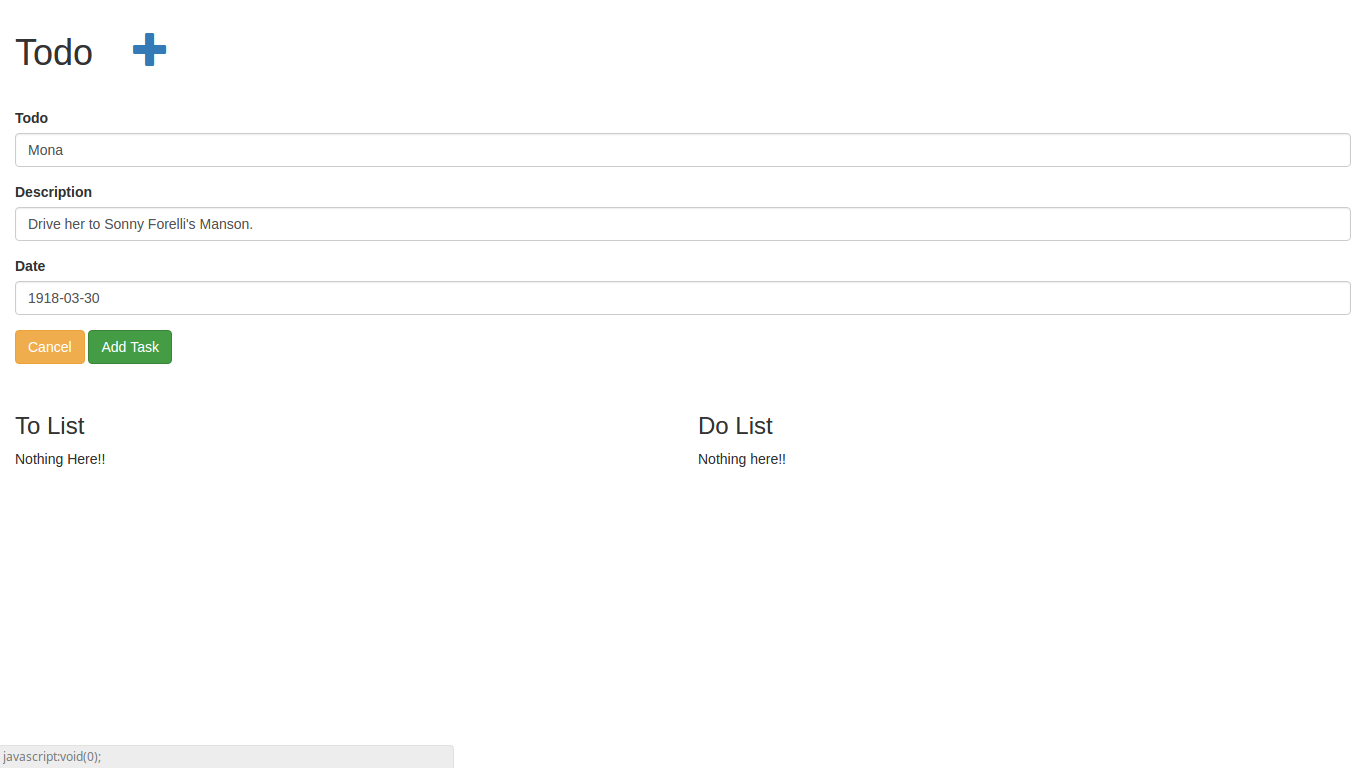 Todo
Todo
Mona
Description
Drive her to Sonny Forelli's Manson.
Date
1918-03-30
Cancel Add Task
To List
Nothing Here!!
Do List
Nothing here!!
javascript:void(0);